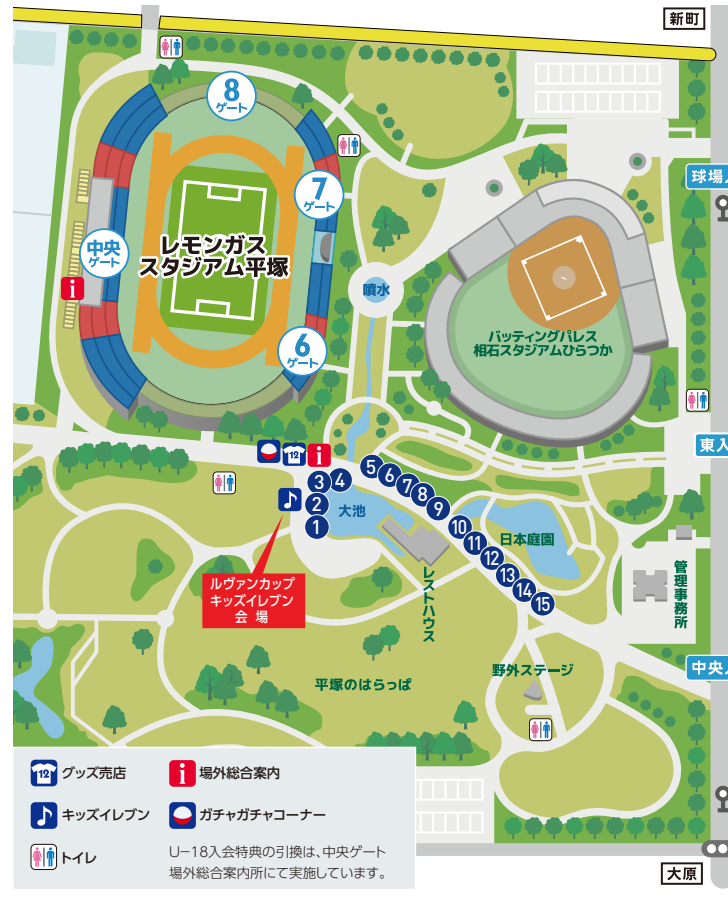 新町
8
ゲート
7
ゲート
球場入
レモンガス
スタジアム平塚
中央
ゲート
i
噴水
バッティングパレス
相石スタジアムひらつか
6
ゲート
東入
12
i
3
4
5
6
7
8
9
10
11
12
13
14
15
2
1
大池
日本庭園
レストハウス
管理事務所
ルヴァンカップ
キッズイレブン
会場
平塚のはらっぱ
野外ステージ
中央入
12
グッズ売店
i
場外総合案内
キッズイレブン
ガチャガチャコーナー
トイレ
U-18入会特典の引換は、中央ゲート
場外総合案内所にて実施しています。
大原